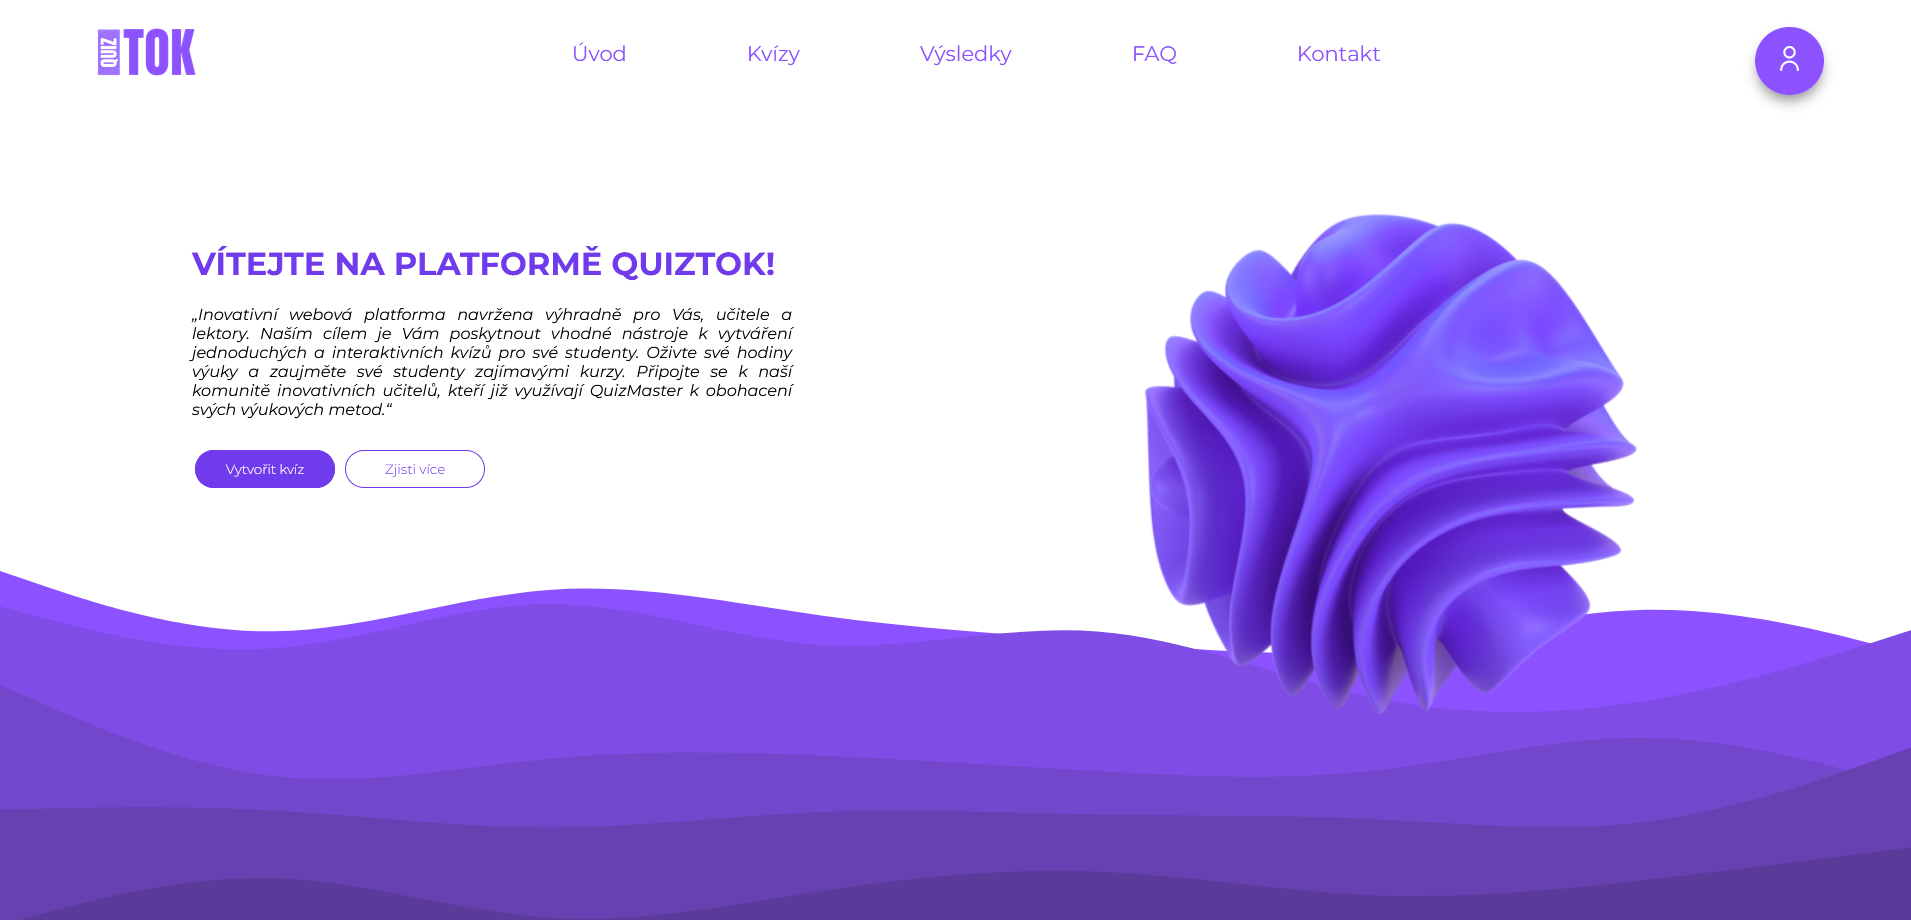 QUIZ TOK
Úvod
Kvízy
Výsledky
FAQ
Kontakt
VÍTEJTE NA PLATFORMĚ QUIZTOK!
„Inovativní webová platforma navržena výhradně pro Vás, učitele a
lektory. Naším cílem je Vám poskytnout vhodné nástroje k vytváření
jednoduchých a interaktivních kvízů pro své studenty. Oživte své hodiny
výuky a zaujměte své studenty zajímavými kurzy. Připojte se k naší
komunitě inovativních učitelů, kteří již využívají QuizMaster k obohacení
svých výukových metod.“
Vytvořit kvíz
Zjisti více